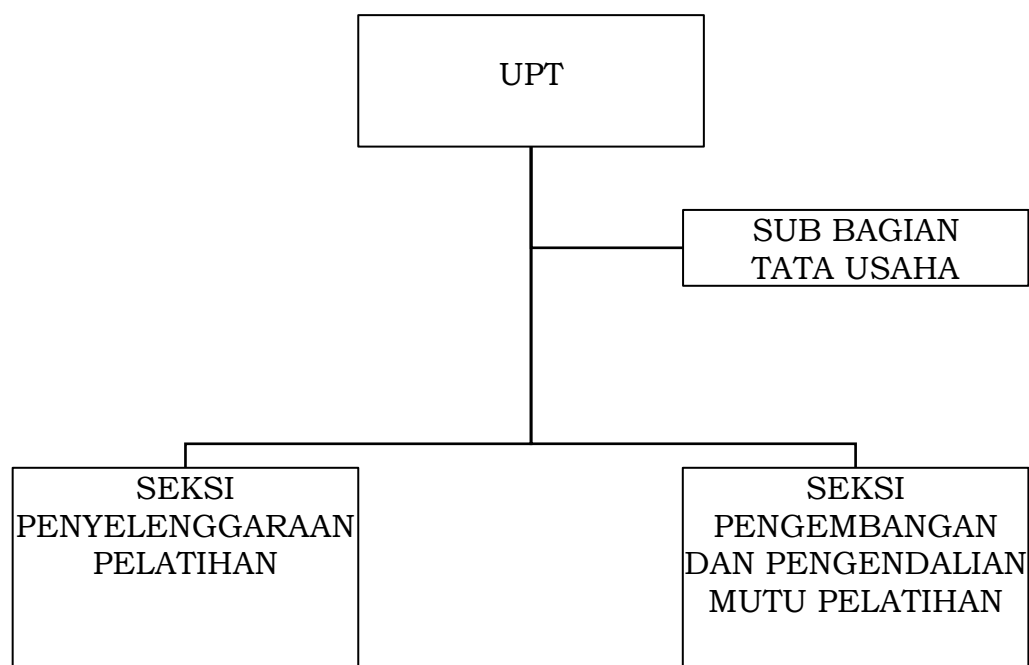 UPT
SUB BAGIAN
TATA USAHA
SEKSI
PENYELENGGARAAN
PELATIHAN
SEKSI
PENGEMBANGAN
DAN PENGENDALIAN
MUTU PELATIHAN